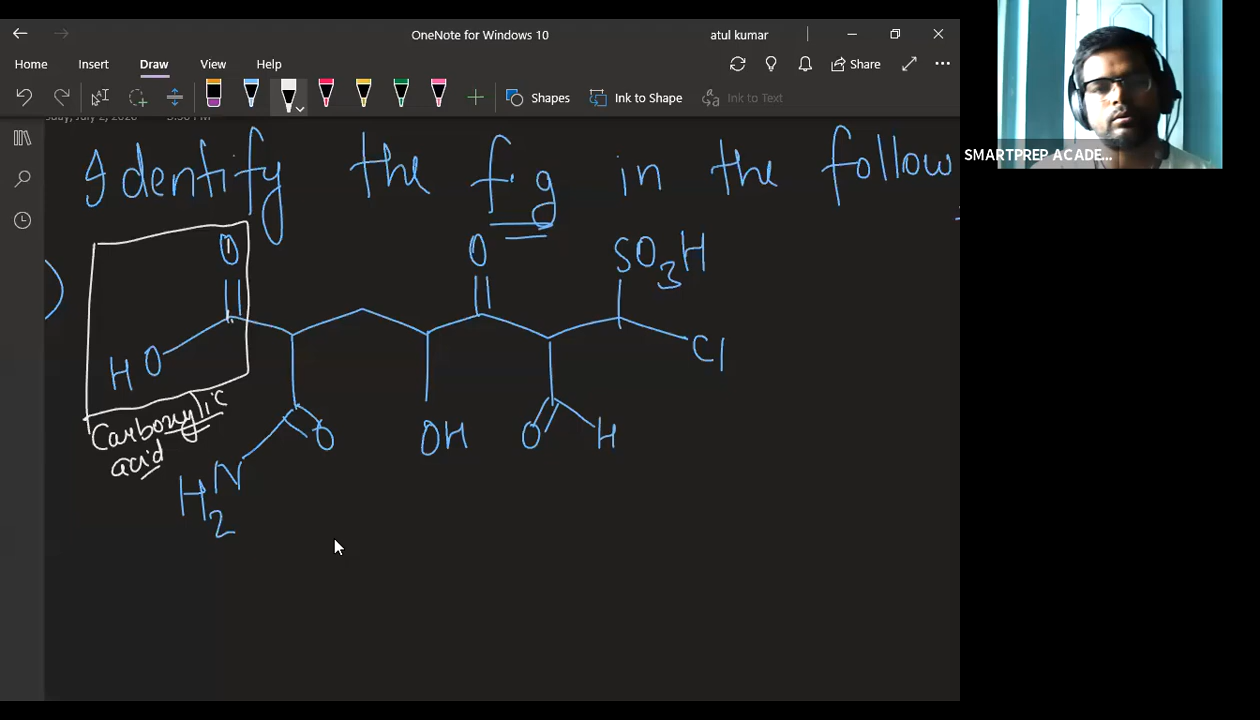 OneNote for Windows 10
atul kumar
Home Insert Draw View Help
Share
Shapes
Ink to Shape
Ink to Text
SMARTPREP ACADE...
Identify the f.g in the follow
O O SO3H
HO Cl
Carboxylic
acid
O OH O H
H2N